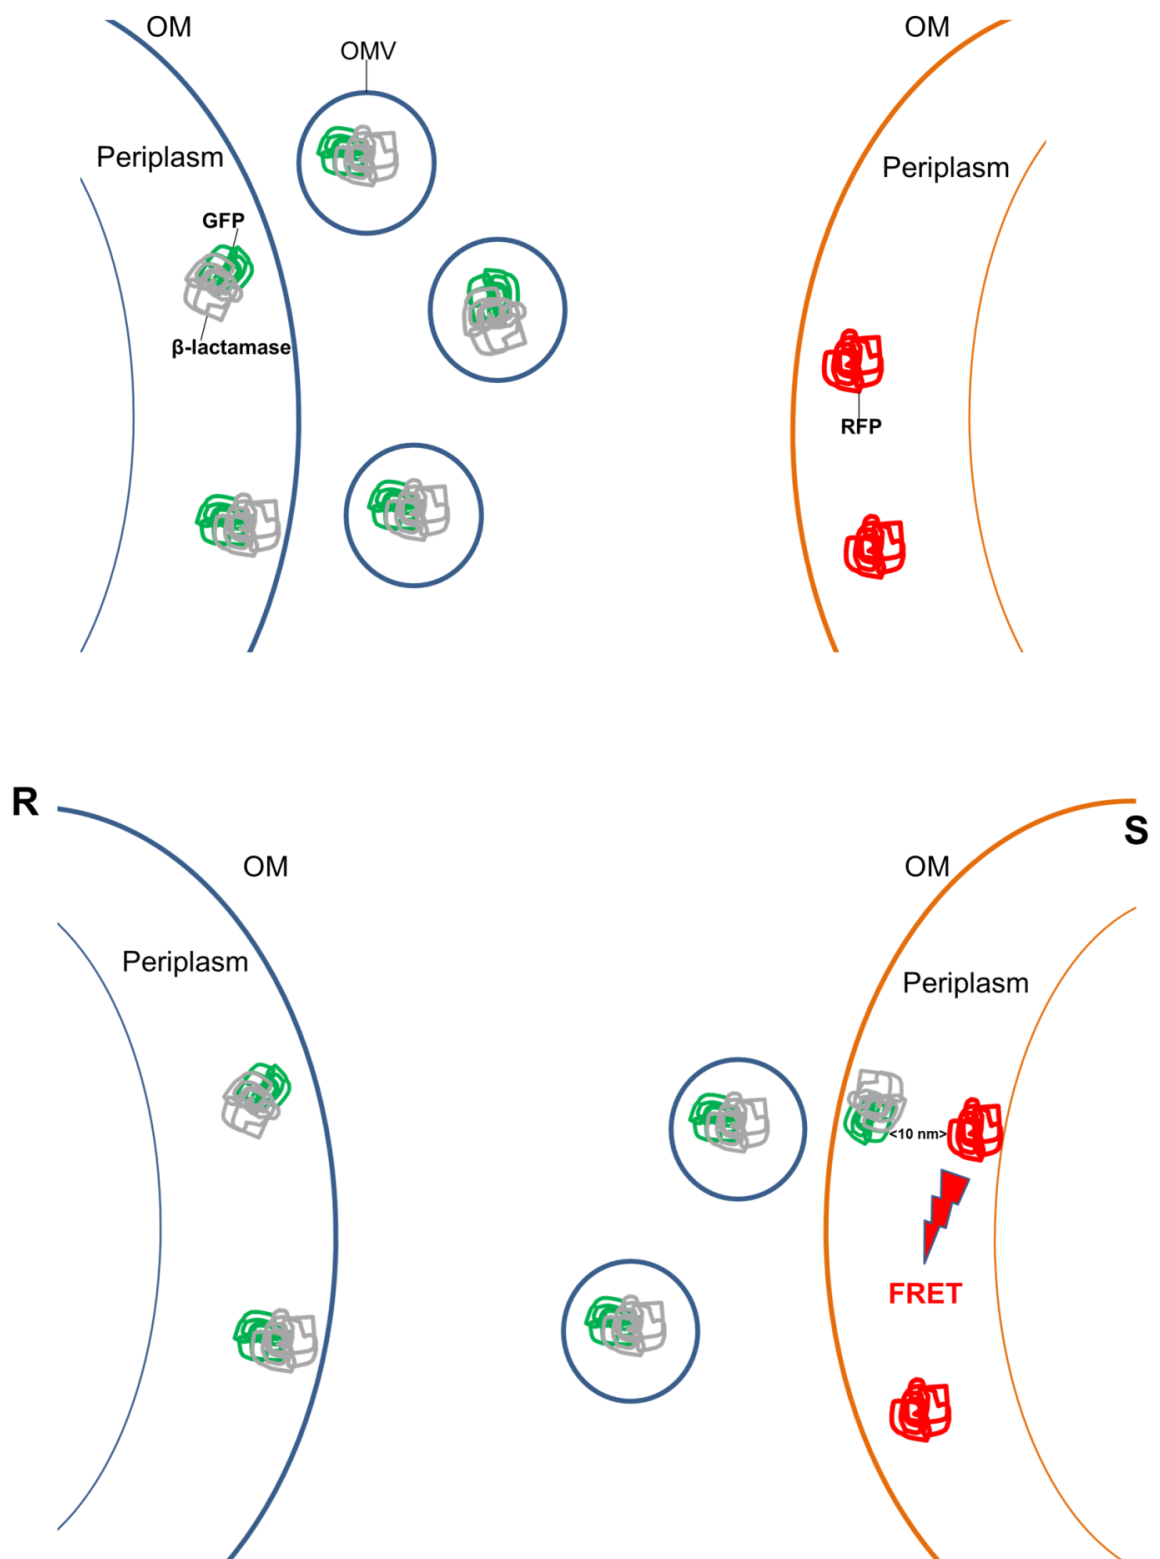 OM
OM
OMV
Periplasm
Periplasm
GFP
β-lactamase
RFP
R
S
OM
OM
Periplasm
Periplasm
<10 nm>
FRET